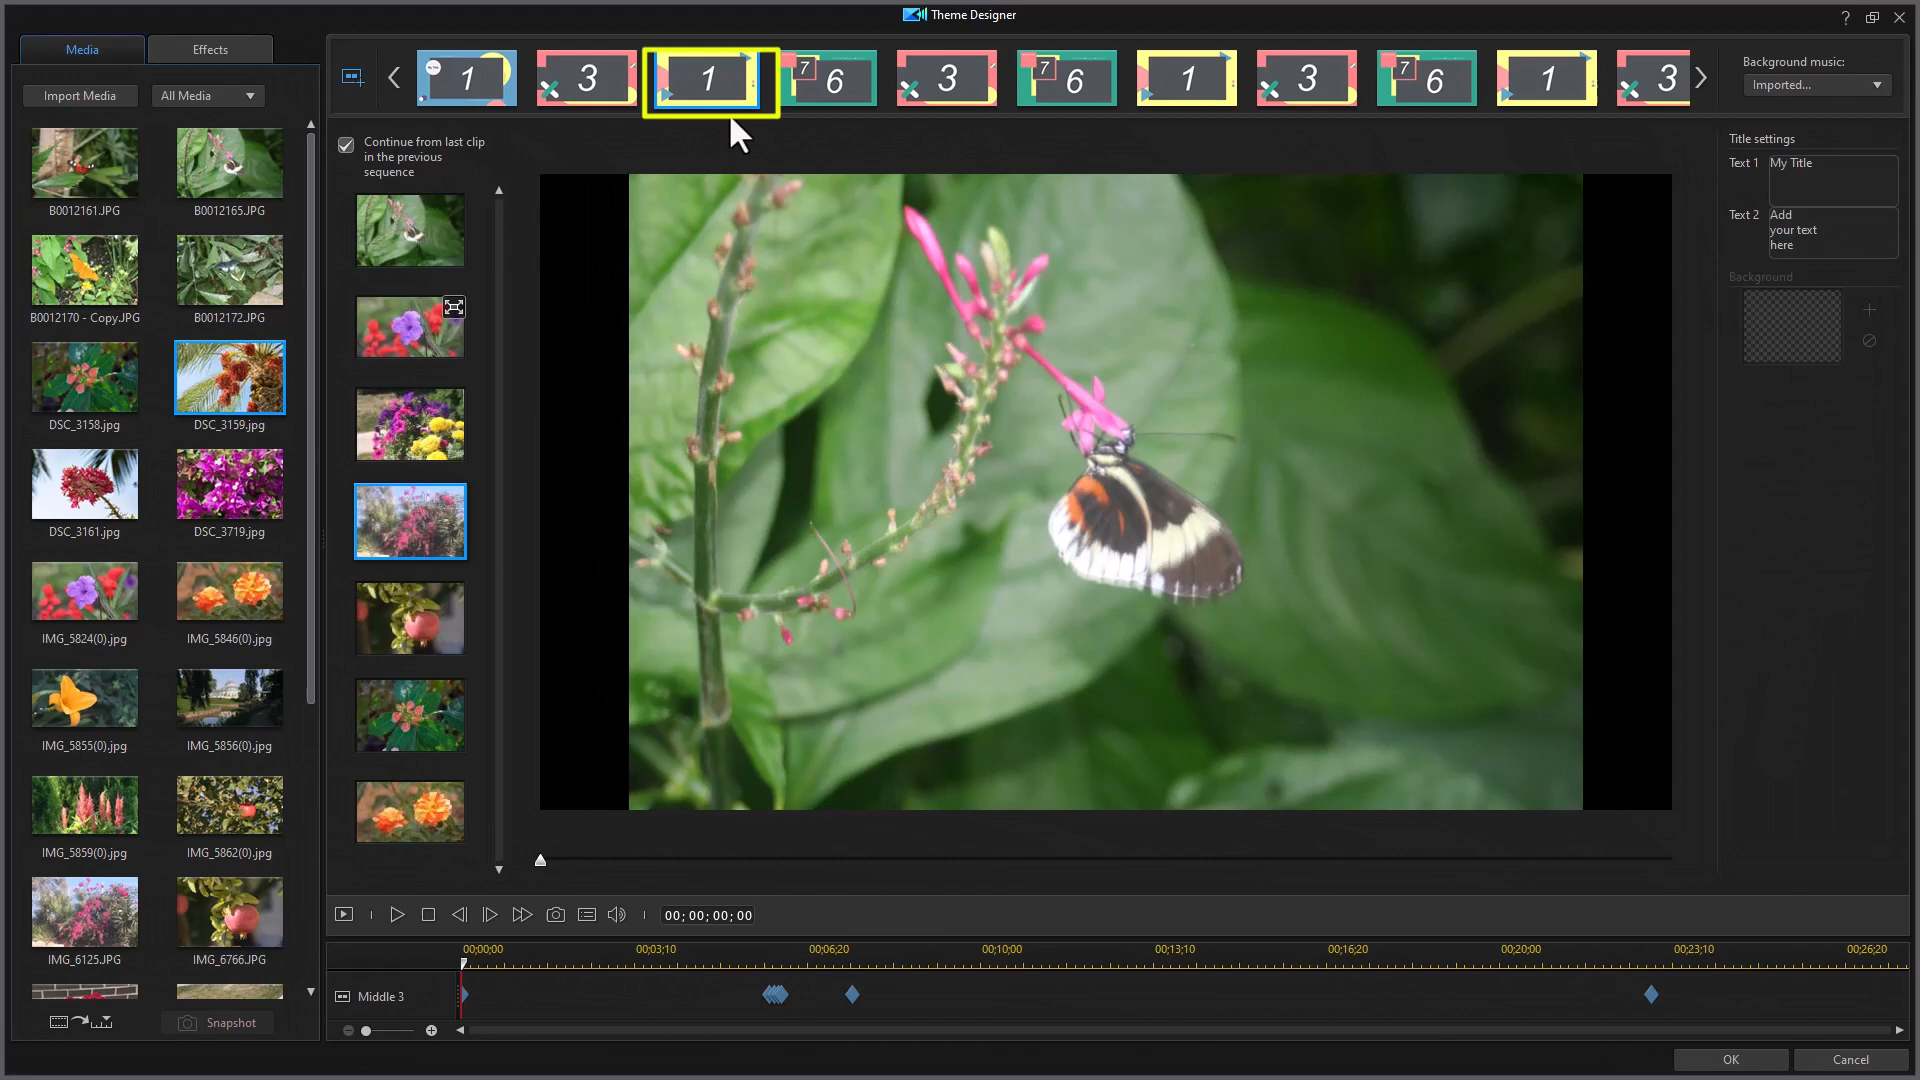 Theme Designer
?
Media
Effects
Import Media
All Media
B0012161.JPG
B0012165.JPG
B0012170 - Copy.JPG
B0012172.JPG
DSC_3158.jpg
DSC_3159.jpg
DSC_3161.jpg
DSC_3719.jpg
IMG_5824(0).jpg
IMG_5846(0).jpg
IMG_5855(0).jpg
IMG_5856(0).jpg
IMG_5859(0).jpg
IMG_5862(0).jpg
IMG_6125.JPG
IMG_6766.JPG
Snapshot
My Title
1
3
1
7
6
3
7
6
1
3
7
6
1
3
Background music:
Imported...
Continue from last clip
in the previous
sequence
Title settings
Text 1
My Title
Text 2
Add
your text
here
Background
00;00;00;00
00;00;00
00;03;10
00;06;20
00;10;00
00;13;10
00;16;20
00;20;00
00;23;10
00;26;20
Middle 3
OK
Cancel